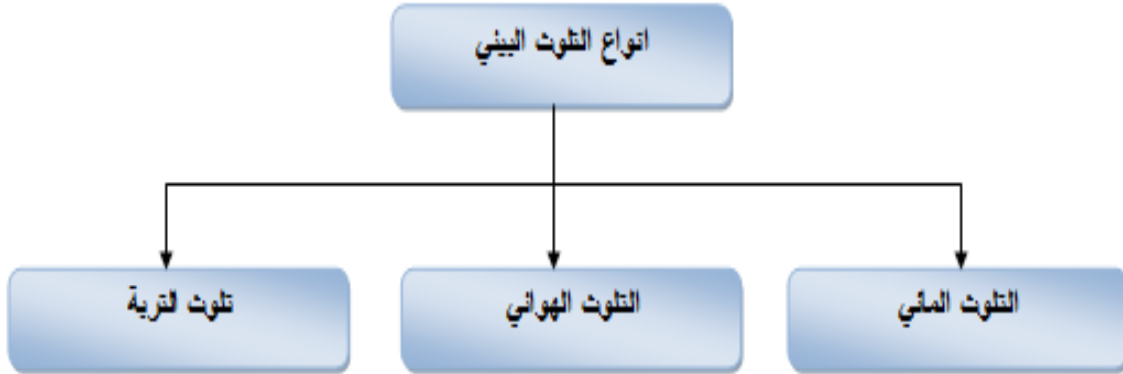 انواع التلوث البيئي
التلوث المائي
التلوث الهوائي
تلوث التربة